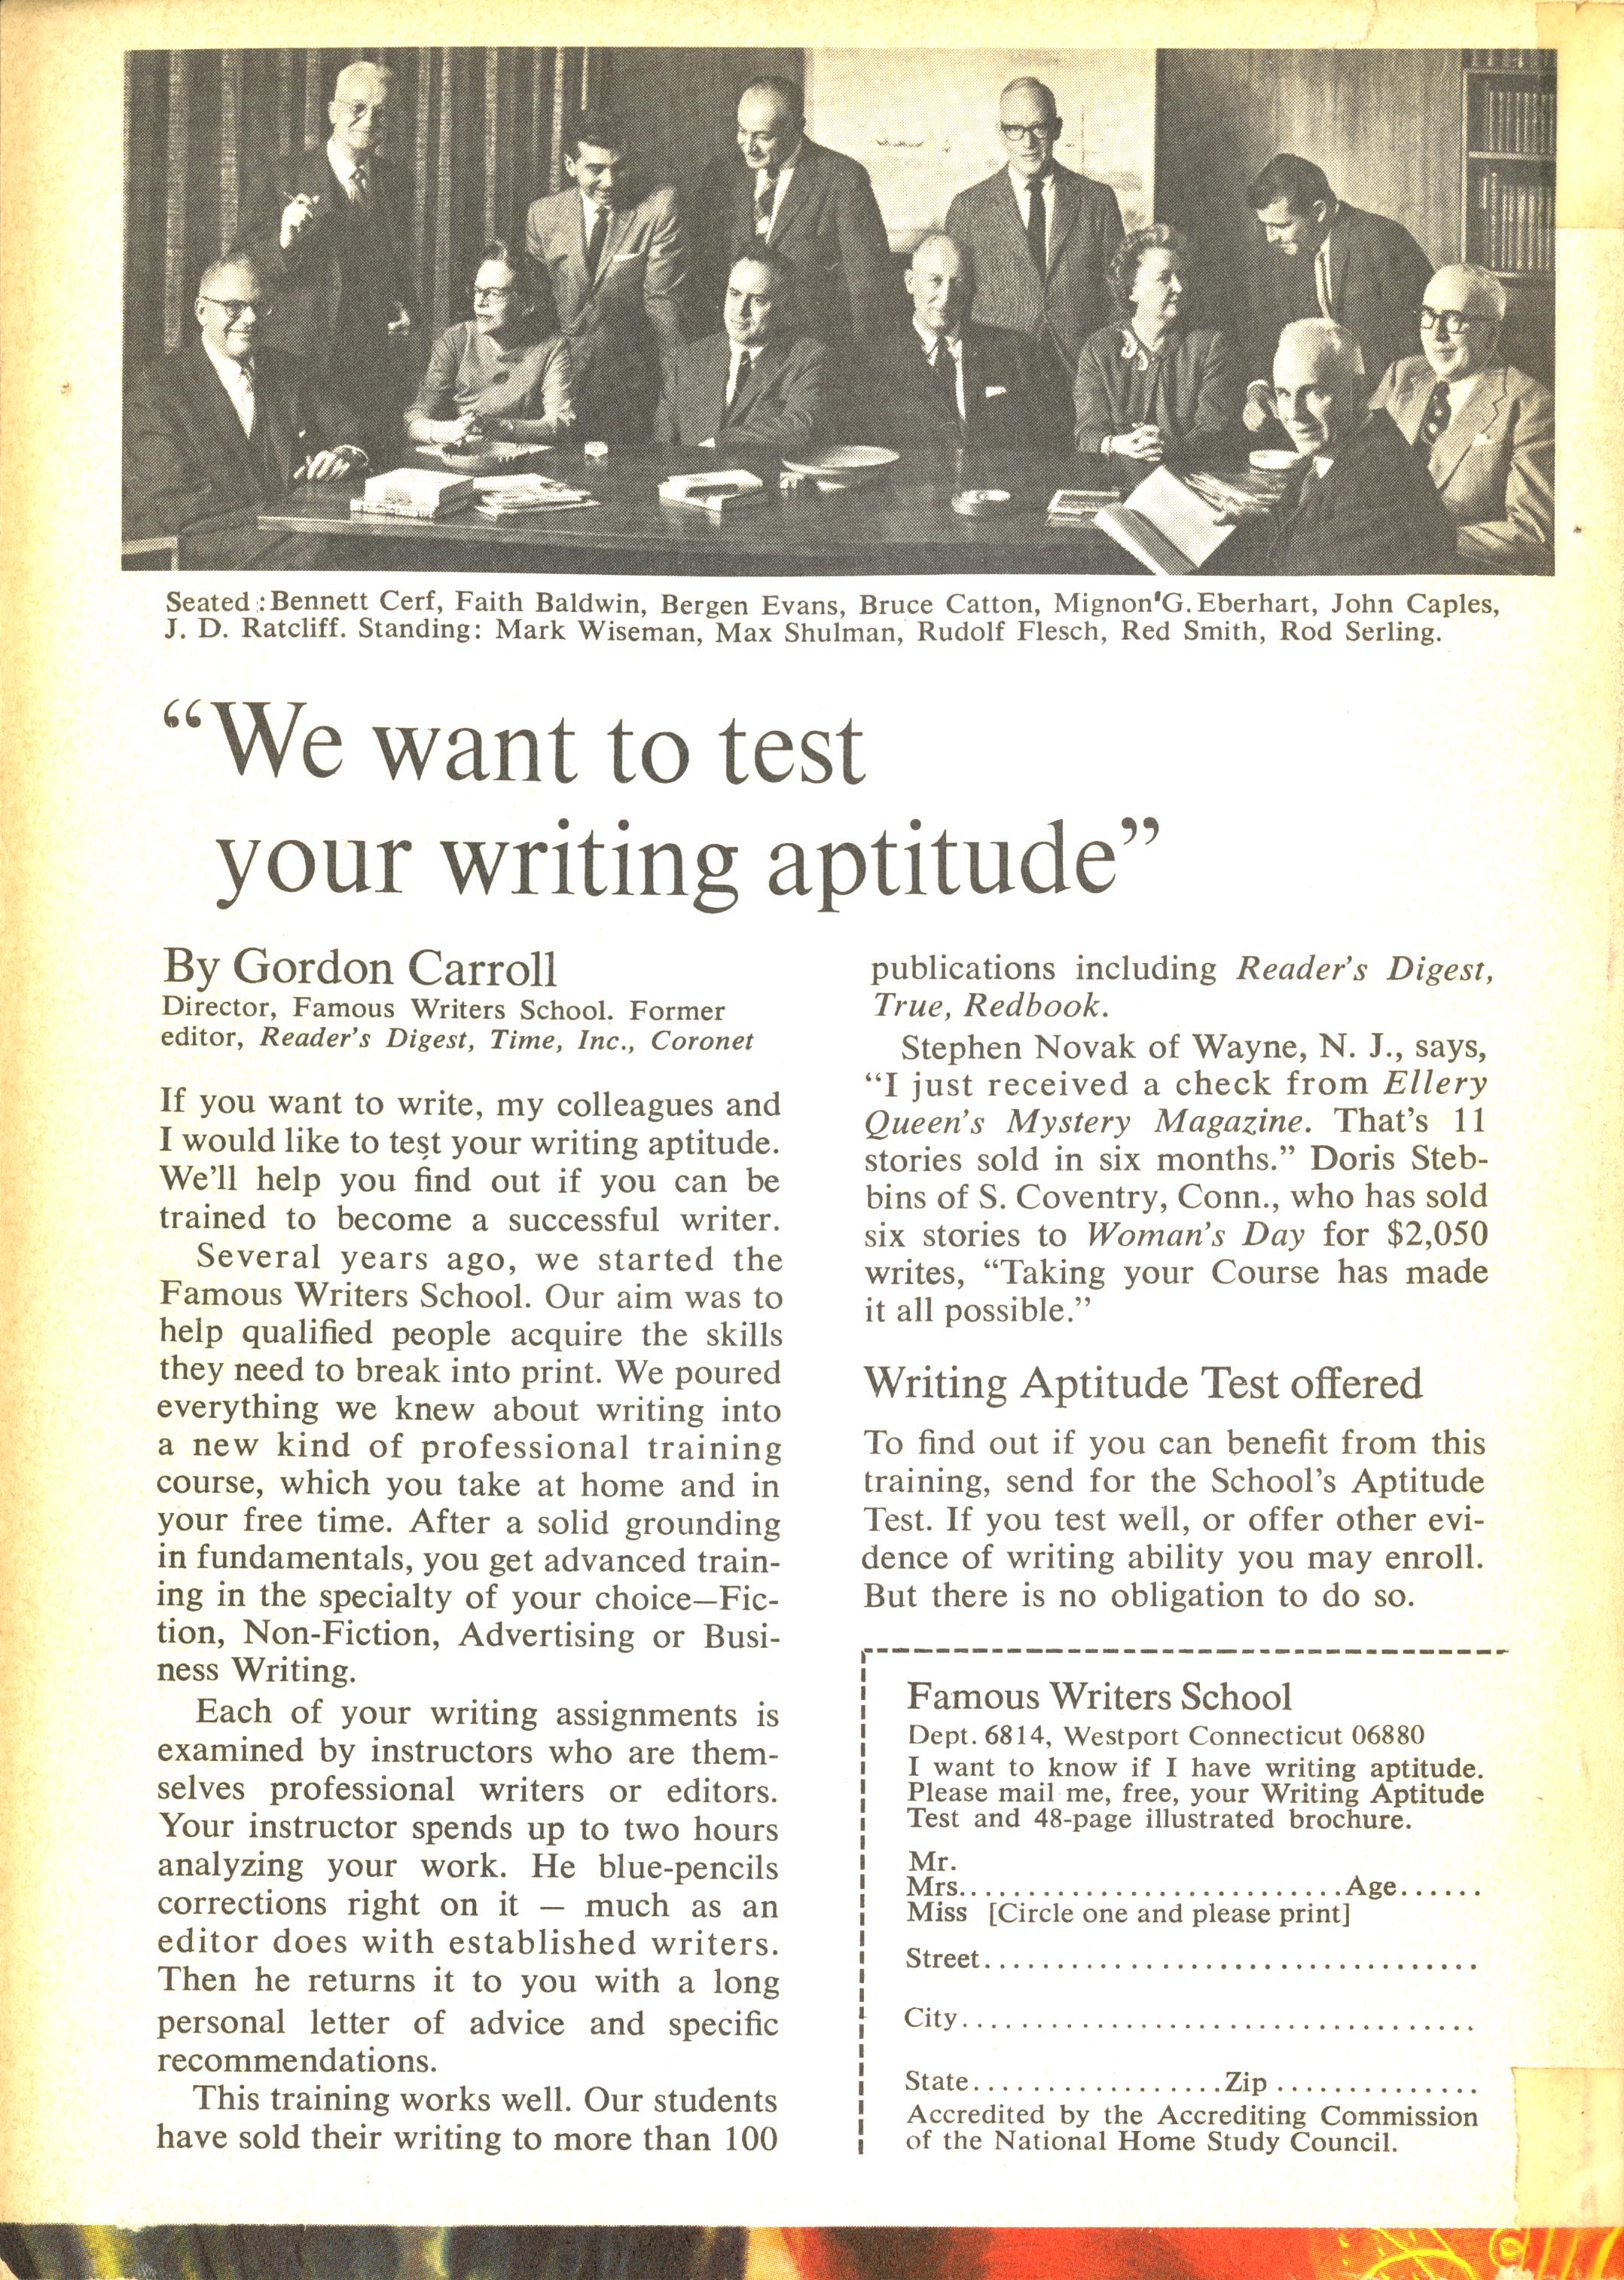 Seated: Bennett Cerf, Faith Baldwin, Bergen Evans, Bruce Catton, Mignon G. Eberhart, John Caples,
J. D. Ratcliff. Standing: Mark Wiseman, Max Shulman, Rudolf Flesch, Red Smith, Rod Serling.
“We want to test
your writing aptitude”
By Gordon Carroll
Director, Famous Writers School. Former
editor, Reader's Digest, Time, Inc., Coronet
If you want to write, my colleagues and
I would like to test your writing aptitude.
We'll help you find out if you can be
trained to become a successful writer.
Several years ago, we started the
Famous Writers School. Our aim was to
help qualified people acquire the skills
they need to break into print. We poured
everything we knew about writing into
a new kind of professional training
course, which you take at home and in
your free time. After a solid grounding
in fundamentals, you get advanced train-
ing in the specialty of your choice—Fic-
tion, Non-Fiction, Advertising or Busi-
ness Writing.
Each of your writing assignments is
examined by instructors who are them-
selves professional writers or editors.
Your instructor spends up to two hours
analyzing your work. He blue-pencils
corrections right on it — much as an
editor does with established writers.
Then he returns it to you with a long
personal letter of advice and specific
recommendations.
This training works well. Our students
have sold their writing to more than 100
publications including Reader's Digest,
True, Redbook.
Stephen Novak of Wayne, N. J., says,
“I just received a check from Ellery
Queen's Mystery Magazine. That's 11
stories sold in six months.” Doris Steb-
bins of S. Coventry, Conn., who has sold
six stories to Woman's Day for $2,050
writes, “Taking your Course has made
it all possible.”
Writing Aptitude Test offered
To find out if you can benefit from this
training, send for the School's Aptitude
Test. If you test well, or offer other evi-
dence of writing ability you may enroll.
But there is no obligation to do so.
Famous Writers School
Dept. 6814, Westport Connecticut 06880
I want to know if I have writing aptitude.
Please mail me, free, your Writing Aptitude
Test and 48-page illustrated brochure.
Mr.
Mrs............................Age......
Miss [Circle one and please print]
Street..................................
City....................................
State.................Zip ..............
Accredited by the Accrediting Commission
of the National Home Study Council.